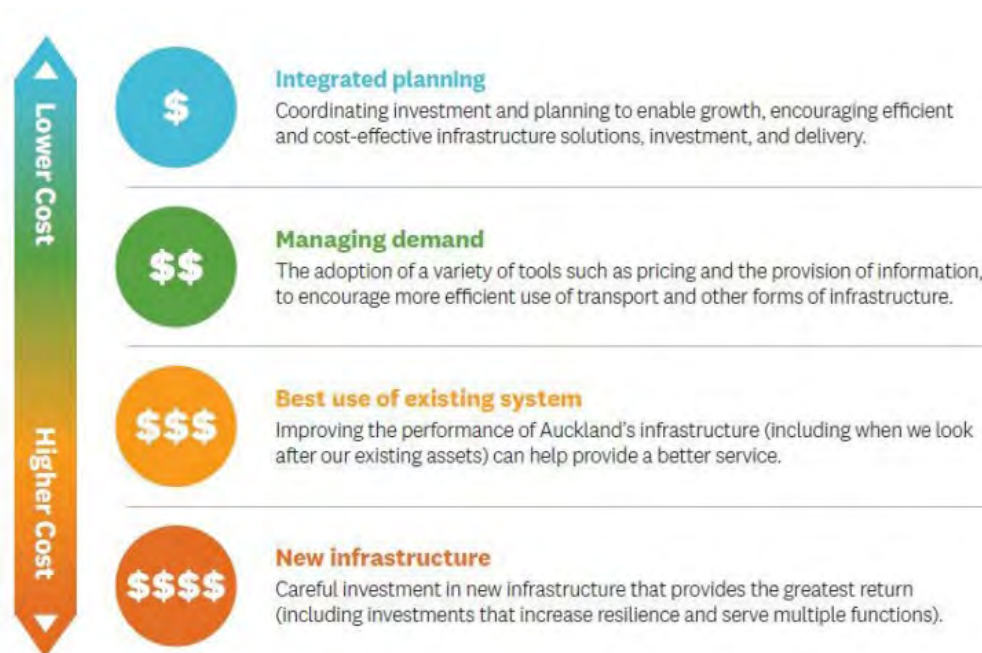 Lower Cost
Higher Cost
$
Integrated planning
Coordinating investment and planning to enable growth, encouraging efficient
and cost-effective infrastructure solutions, investment, and delivery.
$$
Managing demand
The adoption of a variety of tools such as pricing and the provision of information,
to encourage more efficient use of transport and other forms of infrastructure.
$$$
Best use of existing system
Improving the performance of Auckland's infrastructure (including when we look
after our existing assets) can help provide a better service.
$$$$
New infrastructure
Careful investment in new infrastructure that provides the greatest return
(including investments that increase resilience and serve multiple functions).